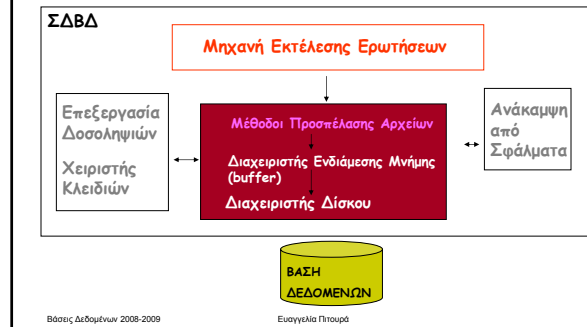 ΣΔΒΔ
Μηχανή Εκτέλεσης Ερωτήσεων
Επεξεργασία
Δοσοληψιών
Χειριστής
Κλειδιών
Μέθοδοι Προσπέλασης Αρχείων
Διαχειριστής Ενδιάμεσης Μνήμης
(buffer)
Διαχειριστής Δίσκου
Ανάκαμψη
από
Σφάλματα
ΒΑΣΗ
ΔΕΔΟΜΕΝΩΝ
Βάσεις Δεδομένων 2008-2009
Ευαγγελία Πιτουρά